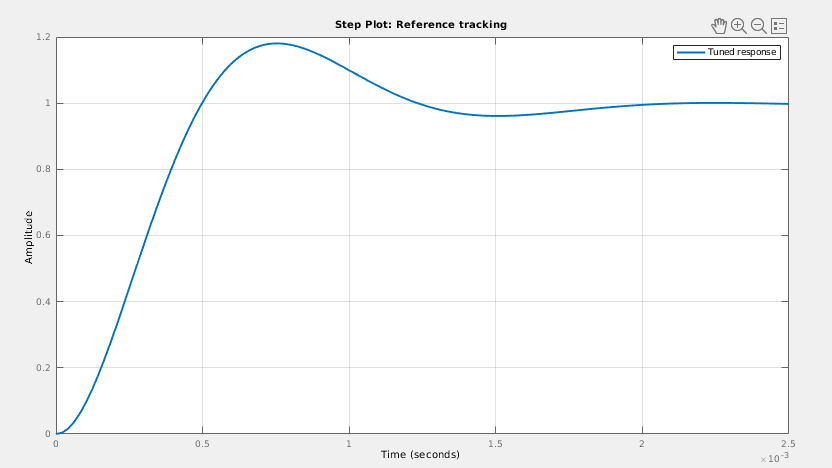 Step Plot: Reference tracking
Tuned response
Amplitude
1.2
1
0.8
0.6
0.4
0.2
0
0 0.5 1 1.5 2 2.5
Time (seconds)
×10⁻³